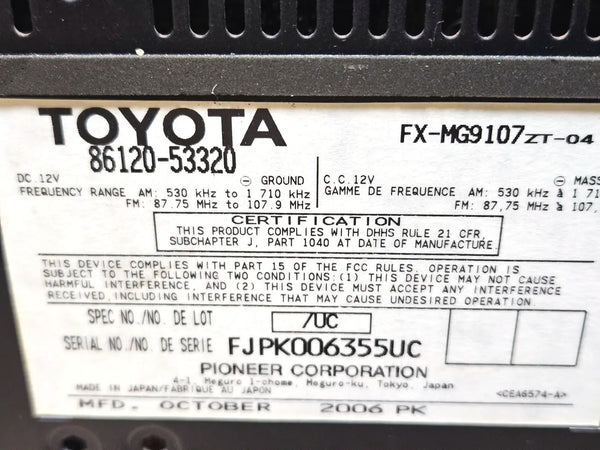 TOYOTA
86120-53320
FX-MG9107ZT-04
DC. 12V ⊖ GROUND
FREQUENCY RANGE AM: 530 kHz to 1 710 kHz
FM: 87.75 MHz to 107.9 MHz
C.C. 12V ⊖ MASS
GAMME DE FREQUENCE AM: 530 kHz à 1 71
FM: 87,75 MHz à 107,
CERTIFICATION
THIS PRODUCT COMPLIES WITH DHHS RULE 21 CFR,
SUBCHAPTER J, PART 1040 AT DATE OF MANUFACTURE.
THIS DEVICE COMPLIES WITH PART 15 OF THE FCC RULES. OPERATION IS
SUBJECT TO THE FOLLOWING TWO CONDITIONS:(1) THIS DEVICE MAY NOT CAUSE
HARMFUL INTERFERENCE, AND (2) THIS DEVICE MUST ACCEPT ANY INTERFERENCE
RECEIVED, INCLUDING INTERFERENCE THAT MAY CAUSE UNDESIRED OPERATION.
SPEC NO./NO. DE LOT /UC
SERIAL NO./NO. DE SERIE FJPK006355UC
PIONEER CORPORATION
4-1, Meguro 1-chome, Meguro-ku, Tokyo, Japan
MADE IN JAPAN/FABRIQUE AU JAPON <CEA6574-A>
MFD. OCTOBER 2006 PK